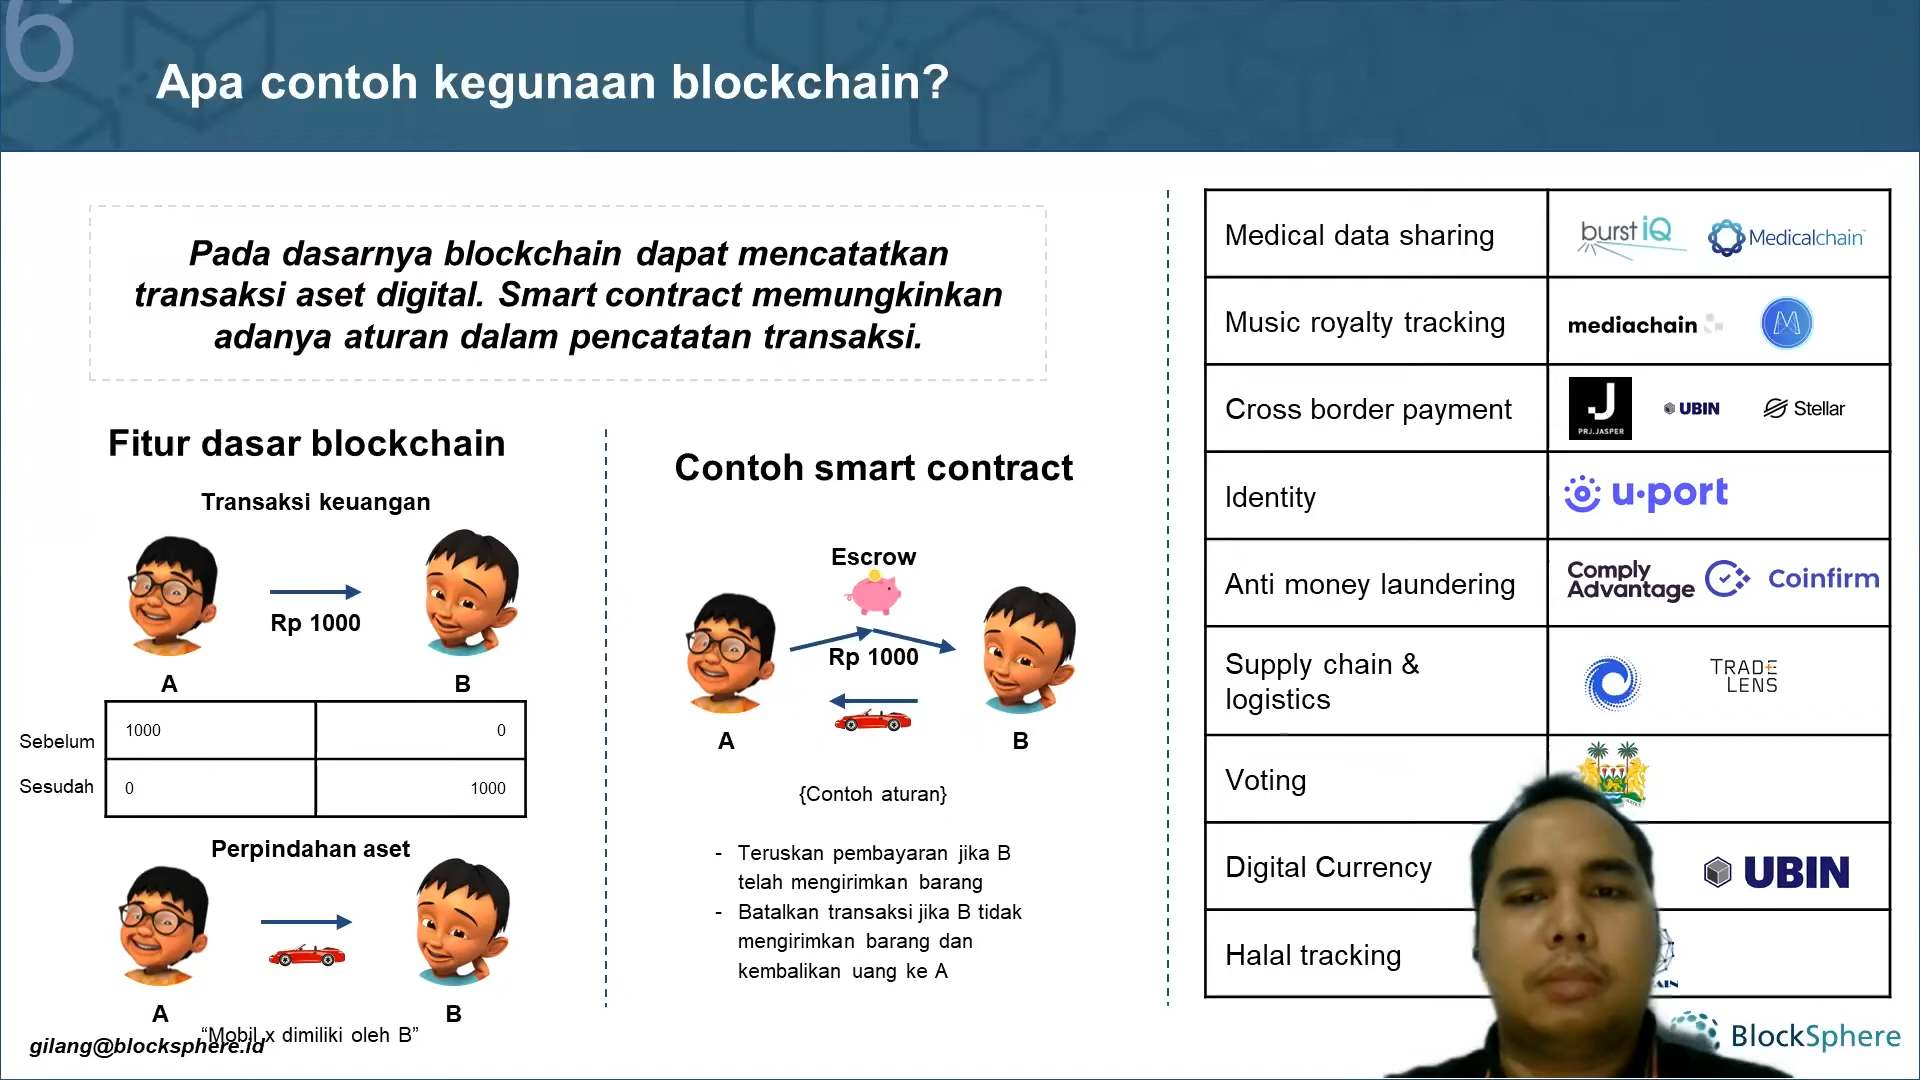 6
Apa contoh kegunaan blockchain?
Pada dasarnya blockchain dapat mencatatkan
transaksi aset digital. Smart contract memungkinkan
adanya aturan dalam pencatatan transaksi.
Fitur dasar blockchain
Transaksi keuangan
Rp 1000
A B
Sebelum 1000 0
Sesudah 0 1000
Perpindahan aset
A B
“Mobil x dimiliki oleh B”
gilang@blocksphere.id
Contoh smart contract
Escrow
Rp 1000
A B
{Contoh aturan}
- Teruskan pembayaran jika B
telah mengirimkan barang
- Batalkan transaksi jika B tidak
mengirimkan barang dan
kembalikan uang ke A
Medical data sharing burstiQ Medicalchain
Music royalty tracking mediachain M
Cross border payment J PRJ.JASPER UBIN Stellar
Identity u·port
Anti money laundering Comply Advantage Coinfirm
Supply chain &
logistics TRADE LENS
Voting
Digital Currency UBIN
Halal tracking
BlockSphere